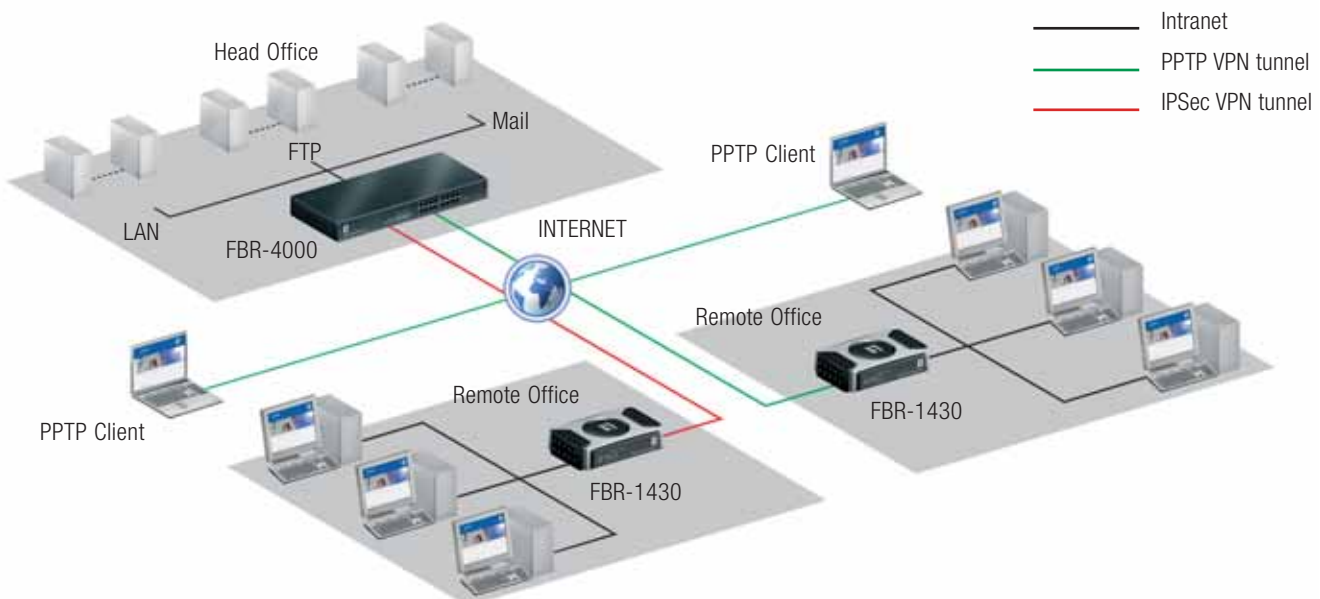 Intranet
PPTP VPN tunnel
IPSec VPN tunnel
Head Office
Mail
FTP
LAN
FBR-4000
INTERNET
PPTP Client
Remote Office
FBR-1430
PPTP Client
Remote Office
FBR-1430